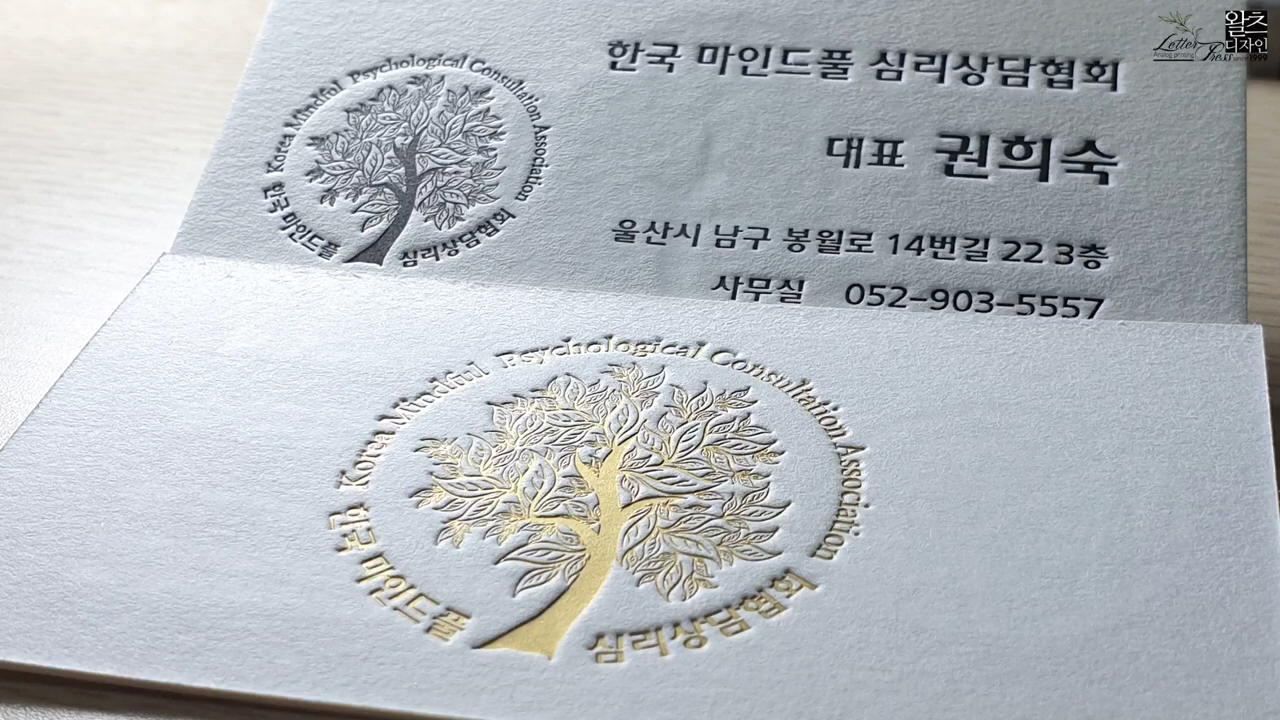 Letter Press
Analog printing
since 1999
왈츠
디자인
Korea Mindful Psychological Consultation Association
한국 마인드풀 심리상담협회
한국 마인드풀 심리상담협회
대표 권희숙
울산시 남구 봉월로 14번길 22 3층
사무실 052-903-5557
Korea Mindful Psychological Consultation Association
한국 마인드풀 심리상담협회